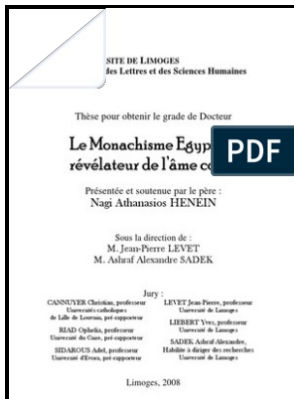 SITE DE LIMOGES
des Lettres et des Sciences Humaines
Thèse pour obtenir le grade de Docteur
Le Monachisme Egyp
révélateur de l'âme co
PDF
Présentée et soutenue par le père :
Nagi Athanasios HENEIN
Sous la direction de :
M. Jean-Pierre LEVET
M. Ashraf Alexandre SADEK
Jury :
CANNUYER Christian, professeur
Universités catholiques
de Lille de Louvain, pré-rapporteur
RIAD Ophelia, professeur
Université du Caire, pré-rapporteur
SIDAROUS Adel, professeur
Université d'Evora, pré-rapporteur
LEVET Jean-Pierre, professeur
Université de Limoges
LIEBERT Yves, professeur
Université de Limoges
SADEK Ashraf-Alexandre,
Habilité à diriger des recherches
Université de Limoges
Limoges, 2008